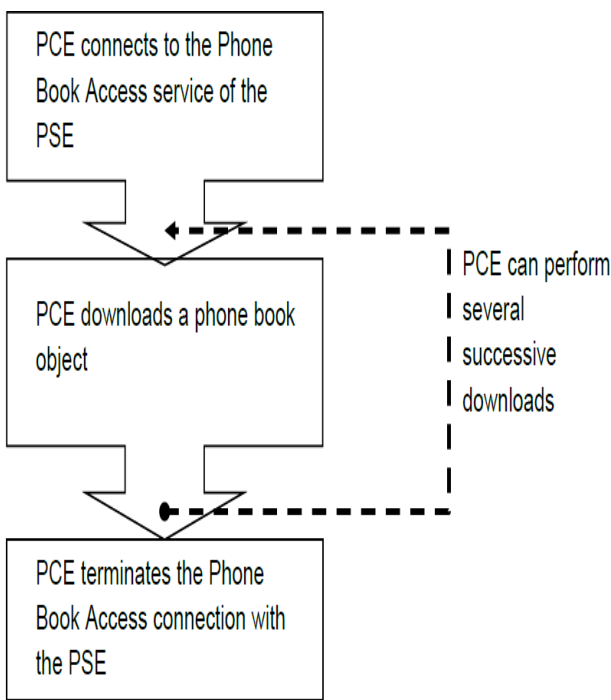 PCE connects to the Phone
Book Access service of the
PSE
PCE downloads a phone book
object
PCE can perform
several
successive
downloads
PCE terminates the Phone
Book Access connection with
the PSE